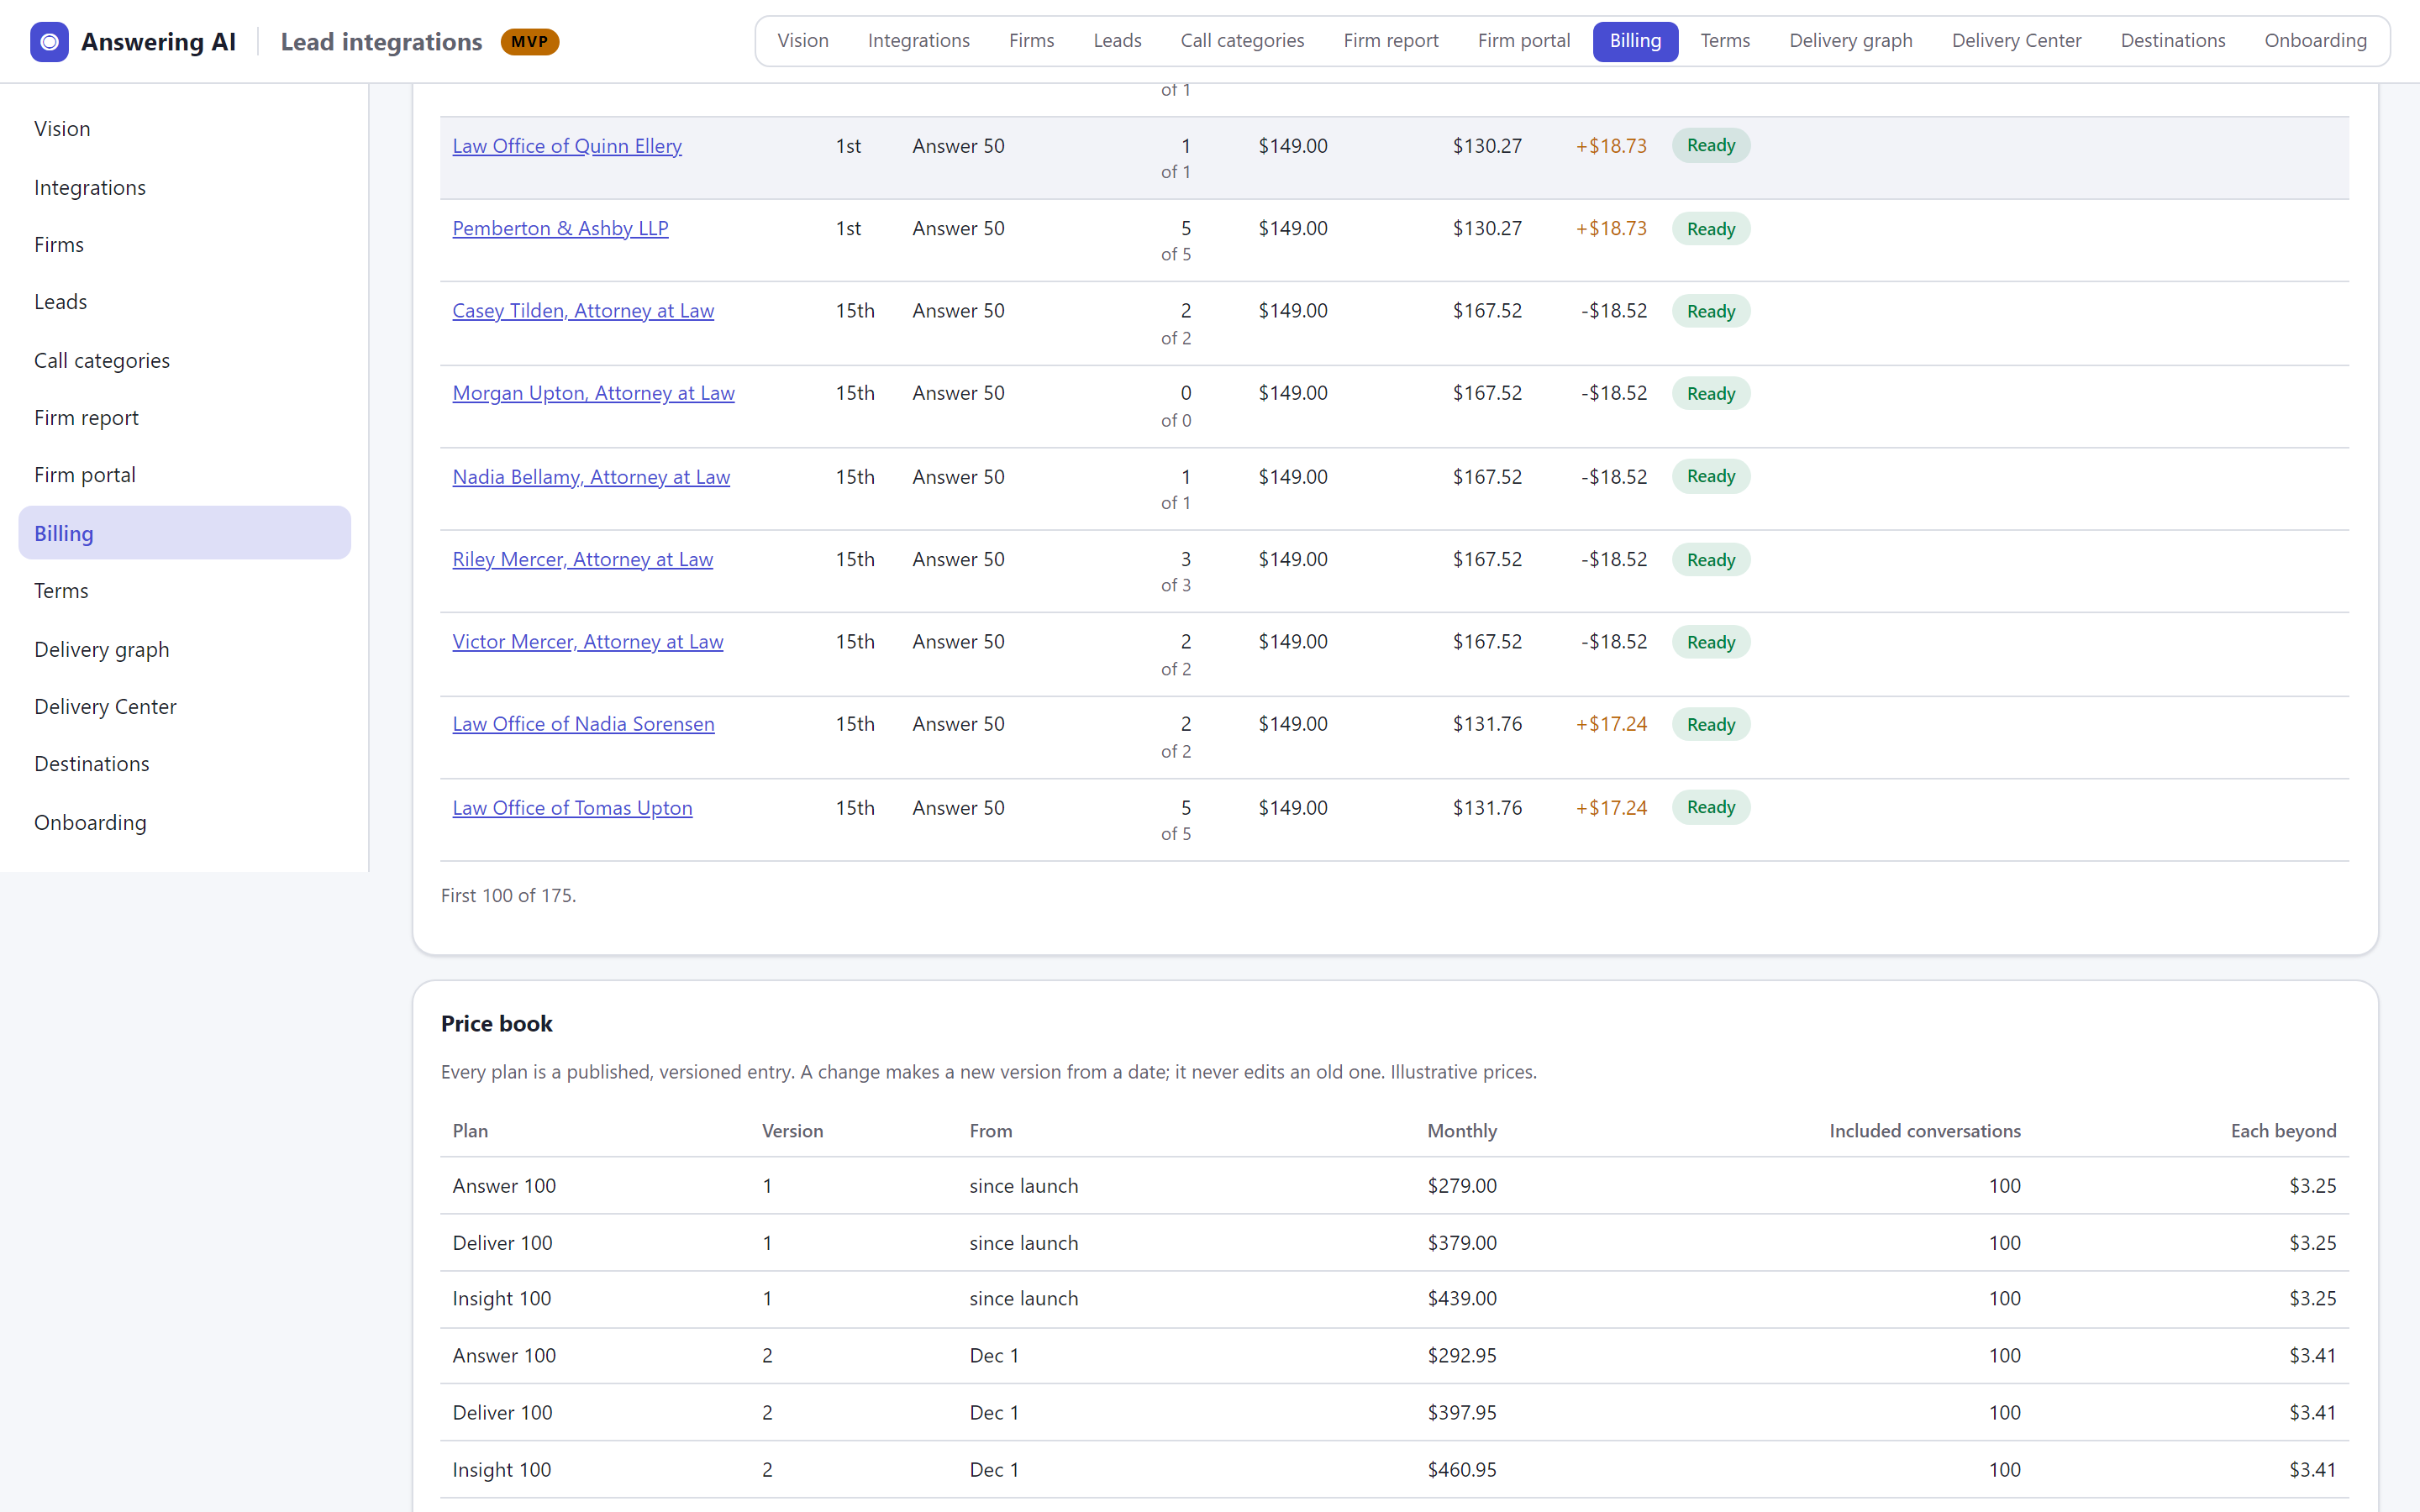 Answering AI Lead integrations MVP
Vision Integrations Firms Leads Call categories Firm report Firm portal Billing Terms Delivery graph Delivery Center Destinations Onboarding
Vision
Integrations
Firms
Leads
Call categories
Firm report
Firm portal
Billing
Terms
Delivery graph
Delivery Center
Destinations
Onboarding
of 1
Law Office of Quinn Ellery 1st Answer 50 1 $149.00 $130.27 +$18.73 Ready
of 1
Pemberton & Ashby LLP 1st Answer 50 5 $149.00 $130.27 +$18.73 Ready
of 5
Casey Tilden, Attorney at Law 15th Answer 50 2 $149.00 $167.52 -$18.52 Ready
of 2
Morgan Upton, Attorney at Law 15th Answer 50 0 $149.00 $167.52 -$18.52 Ready
of 0
Nadia Bellamy, Attorney at Law 15th Answer 50 1 $149.00 $167.52 -$18.52 Ready
of 1
Riley Mercer, Attorney at Law 15th Answer 50 3 $149.00 $167.52 -$18.52 Ready
of 3
Victor Mercer, Attorney at Law 15th Answer 50 2 $149.00 $167.52 -$18.52 Ready
of 2
Law Office of Nadia Sorensen 15th Answer 50 2 $149.00 $131.76 +$17.24 Ready
of 2
Law Office of Tomas Upton 15th Answer 50 5 $149.00 $131.76 +$17.24 Ready
of 5
First 100 of 175.
Price book
Every plan is a published, versioned entry. A change makes a new version from a date; it never edits an old one. Illustrative prices.
Plan Version From Monthly Included conversations Each beyond
Answer 100 1 since launch $279.00 100 $3.25
Deliver 100 1 since launch $379.00 100 $3.25
Insight 100 1 since launch $439.00 100 $3.25
Answer 100 2 Dec 1 $292.95 100 $3.41
Deliver 100 2 Dec 1 $397.95 100 $3.41
Insight 100 2 Dec 1 $460.95 100 $3.41